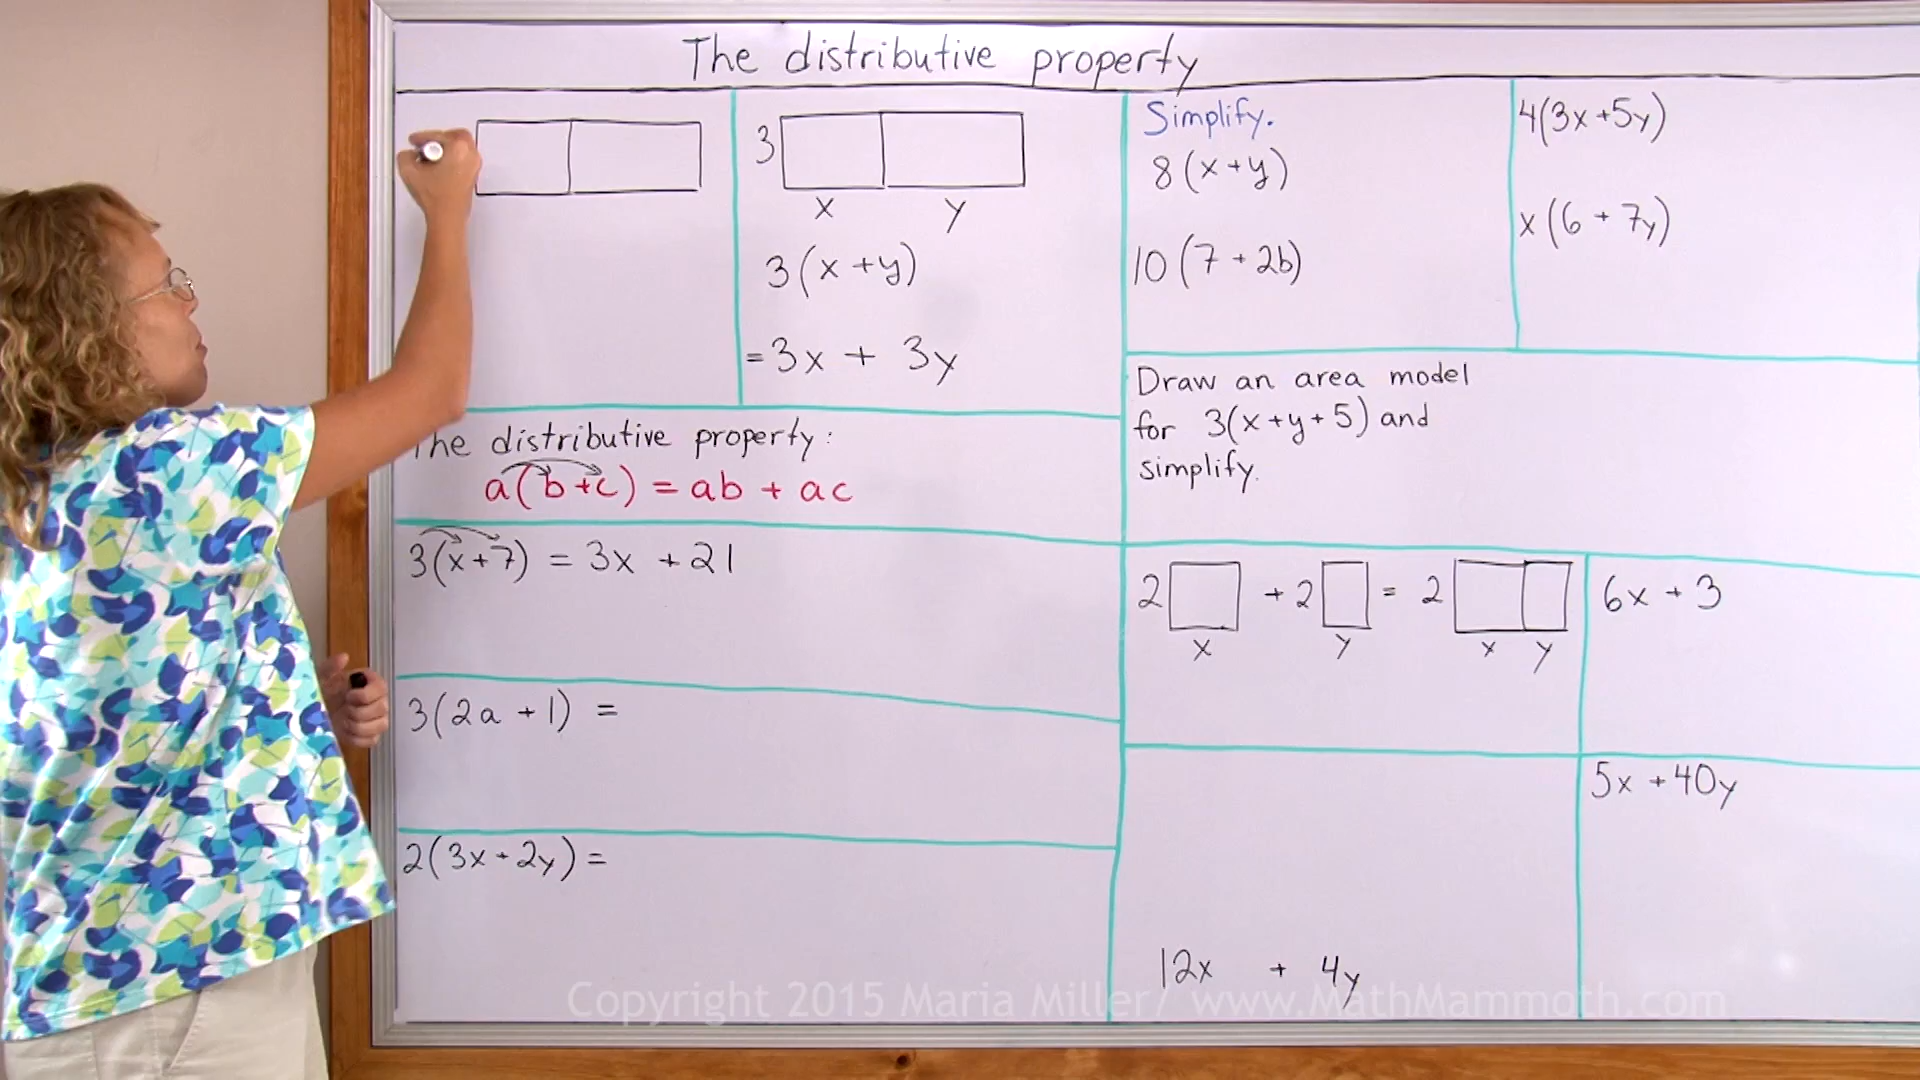 The distributive property
3
x y
3(x+y)
=3x + 3y
The distributive property:
a(b+c) = ab + ac
3(x+7) = 3x +21
3(2a +1) =
2(3x+2y)=
Simplify.
8(x+y)
10(7+2b)
4(3x+5y)
x(6+7y)
Draw an area model
for 3(x+y+5) and
simplify.
2 +2 = 2
x y x y
6x + 3
5x +40y
12x + 4y
Copyright 2015 Maria Miller/ www.MathMammoth.com